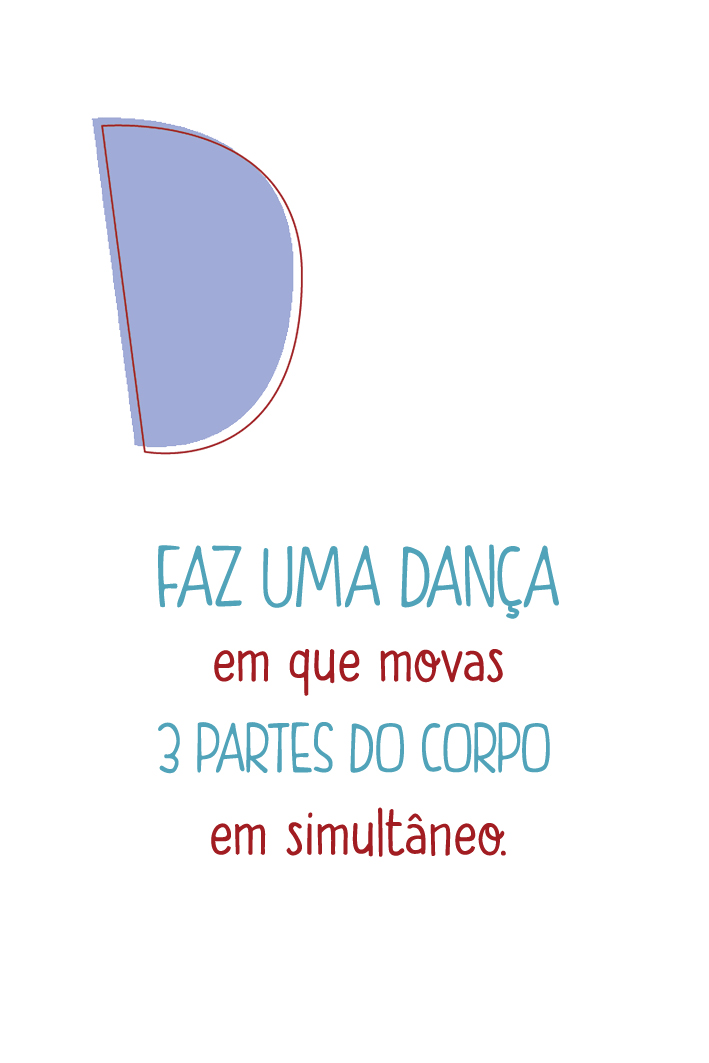 D
FAZ UMA DANÇA
em que movas
3 PARTES DO CORPO
em simultâneo.